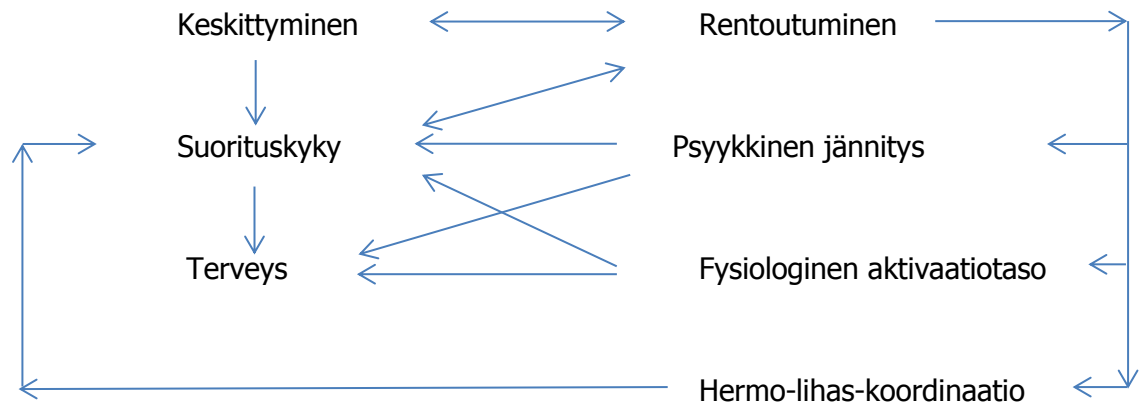 Keskittyminen
Rentoutuminen
Suorituskyky
Psyykkinen jännitys
Terveys
Fysiologinen aktivaatiotaso
Hermo-lihas-koordinaatio